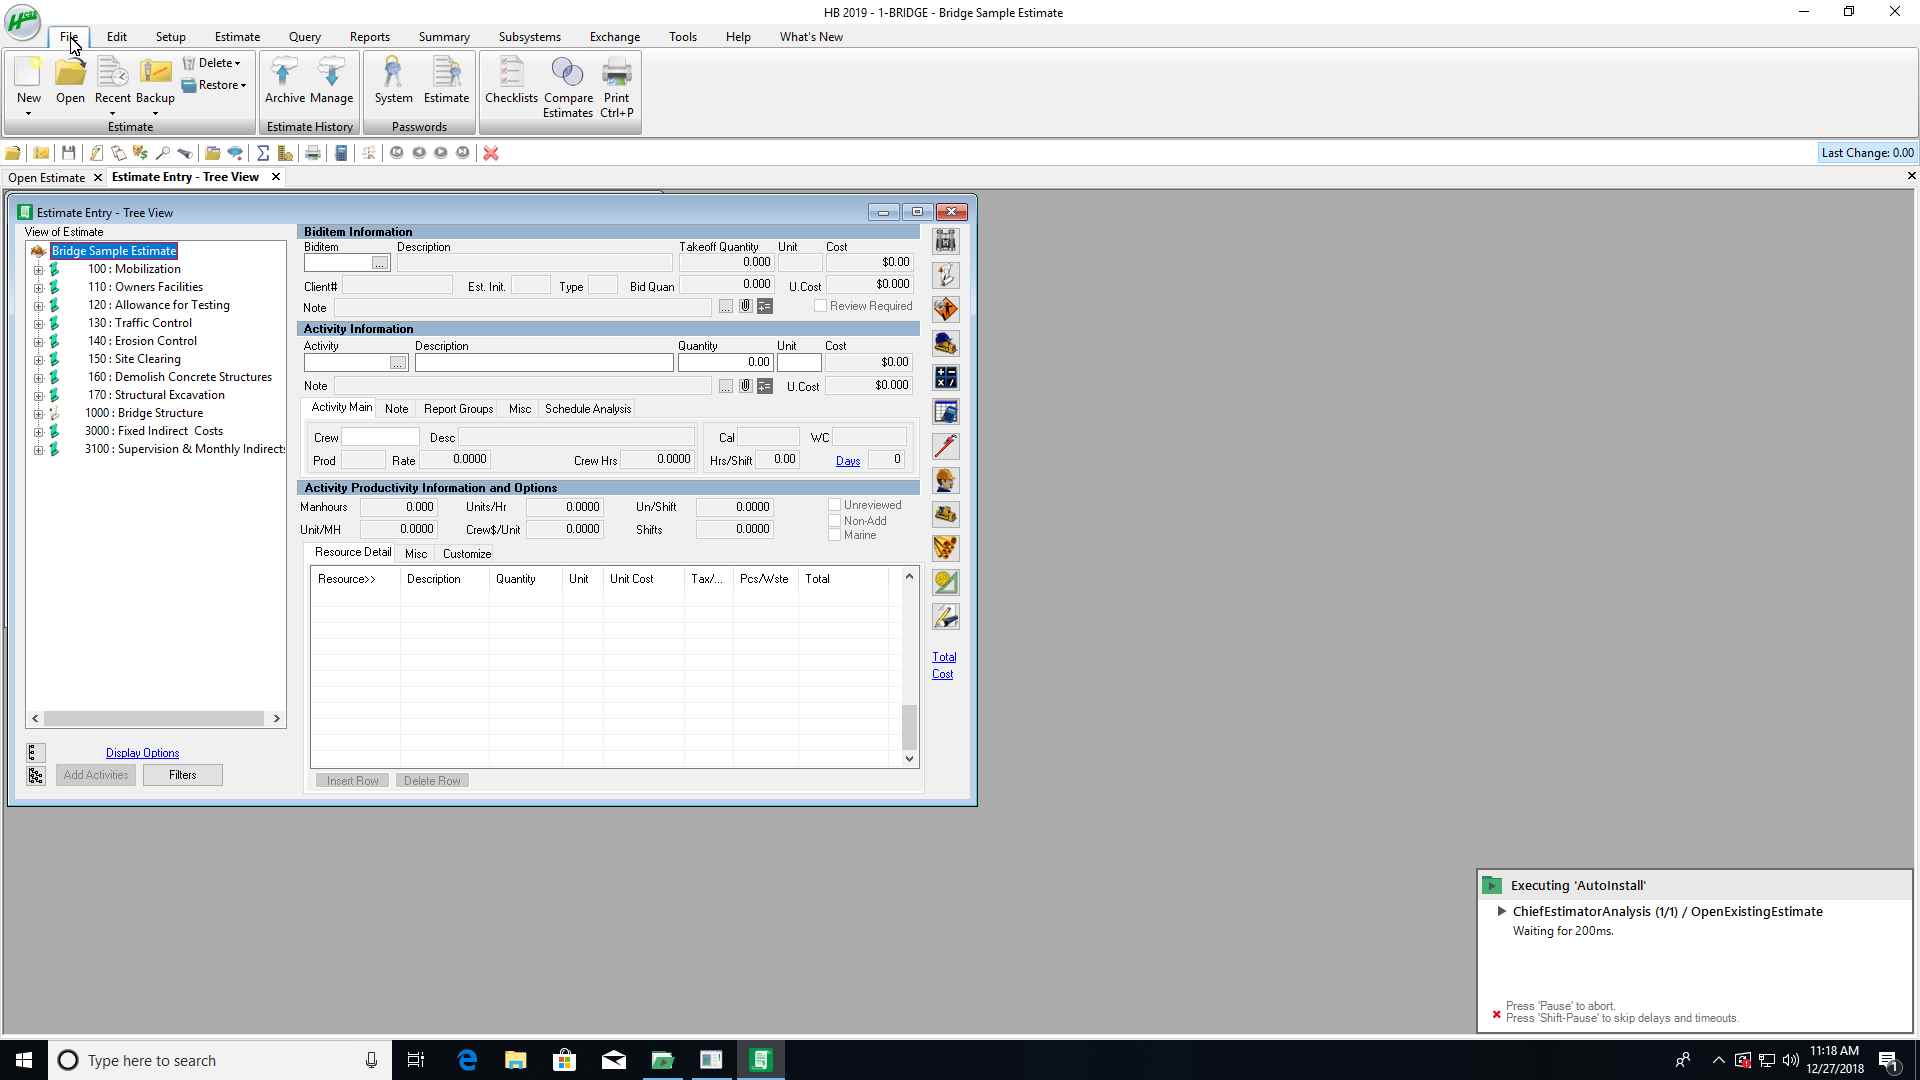 HB 2019 - 1-BRIDGE - Bridge Sample Estimate
File Edit Setup Estimate Query Reports Summary Subsystems Exchange Tools Help What's New
New Open Recent Backup Delete Restore
Estimate
Archive Manage
Estimate History
System Estimate
Passwords
Checklists Compare Estimates Print Ctrl+P
Last Change: 0.00
Open Estimate Estimate Entry - Tree View
Estimate Entry - Tree View
View of Estimate
Bridge Sample Estimate
100 : Mobilization
110 : Owners Facilities
120 : Allowance for Testing
130 : Traffic Control
140 : Erosion Control
150 : Site Clearing
160 : Demolish Concrete Structures
170 : Structural Excavation
1000 : Bridge Structure
3000 : Fixed Indirect Costs
3100 : Supervision & Monthly Indirects
Display Options
Add Activities Filters
Biditem Information
Biditem Description Takeoff Quantity Unit Cost
... 0.000 $0.00
Client# Est. Init. Type Bid Quan 0.000 U.Cost $0.000
Note ... Review Required
Activity Information
Activity Description Quantity Unit Cost
... 0.00 $0.00
Note ... U.Cost $0.000
Activity Main Note Report Groups Misc Schedule Analysis
Crew Desc Cal WC
Prod Rate 0.0000 Crew Hrs 0.0000 Hrs/Shift 0.00 Days 0
Activity Productivity Information and Options
Manhours 0.000 Units/Hr 0.0000 Un/Shift 0.0000 Unreviewed
Non-Add
Unit/MH 0.0000 Crew$/Unit 0.0000 Shifts 0.0000 Marine
Resource Detail Misc Customize
Resource>> Description Quantity Unit Unit Cost Tax/... Pcs/Wste Total
Insert Row Delete Row
Total
Cost
Executing 'AutoInstall'
ChiefEstimatorAnalysis (1/1) / OpenExistingEstimate
Waiting for 200ms.
Press 'Pause' to abort.
Press 'Shift-Pause' to skip delays and timeouts.
Type here to search
11:18 AM
12/27/2018
1